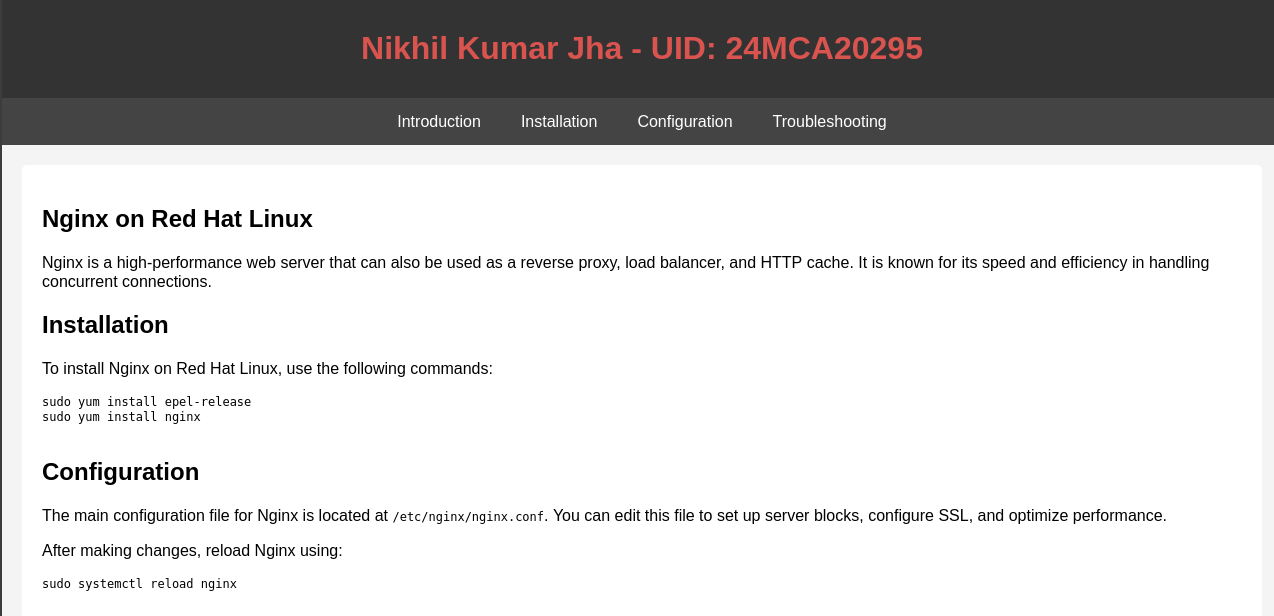 Nikhil Kumar Jha - UID: 24MCA20295
Introduction Installation Configuration Troubleshooting
Nginx on Red Hat Linux
Nginx is a high-performance web server that can also be used as a reverse proxy, load balancer, and HTTP cache. It is known for its speed and efficiency in handling
concurrent connections.
Installation
To install Nginx on Red Hat Linux, use the following commands:
sudo yum install epel-release
sudo yum install nginx
Configuration
The main configuration file for Nginx is located at /etc/nginx/nginx.conf. You can edit this file to set up server blocks, configure SSL, and optimize performance.
After making changes, reload Nginx using:
sudo systemctl reload nginx